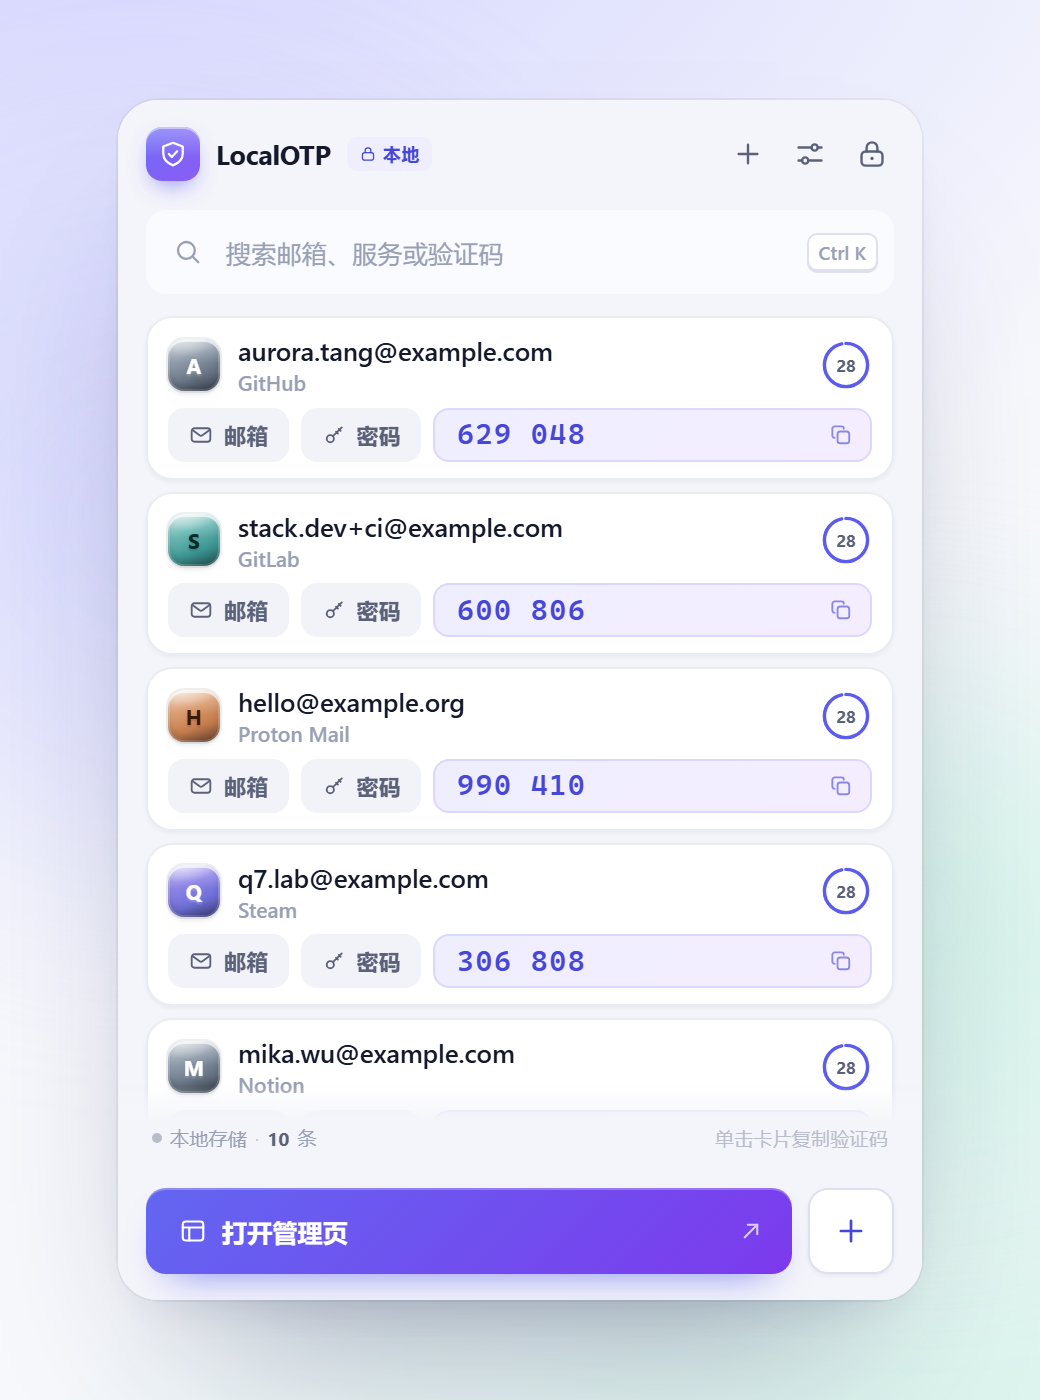 LocalOTP 本地
搜索邮箱、服务或验证码 Ctrl K
A aurora.tang@example.com 28
GitHub
邮箱 密码 629 048
S stack.dev+ci@example.com 28
GitLab
邮箱 密码 600 806
H hello@example.org 28
Proton Mail
邮箱 密码 990 410
Q q7.lab@example.com 28
Steam
邮箱 密码 306 808
M mika.wu@example.com 28
Notion
本地存储 · 10 条 单击卡片复制验证码
打开管理页